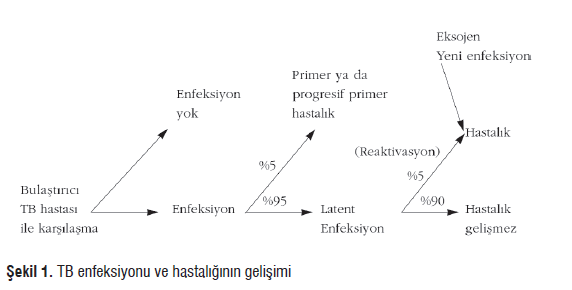 Eksojen
Yeni enfeksiyon
Primer ya da
progresif primer
hastalık
Enfeksiyon
yok
Hastalık
(Reaktivasyon)
%5
%5
Bulaştırıcı
TB hastası
ile karşılaşma
Enfeksiyon
%95
Latent
Enfeksiyon
%90
Hastalık
gelişmez
Şekil 1. TB enfeksiyonu ve hastalığının gelişimi